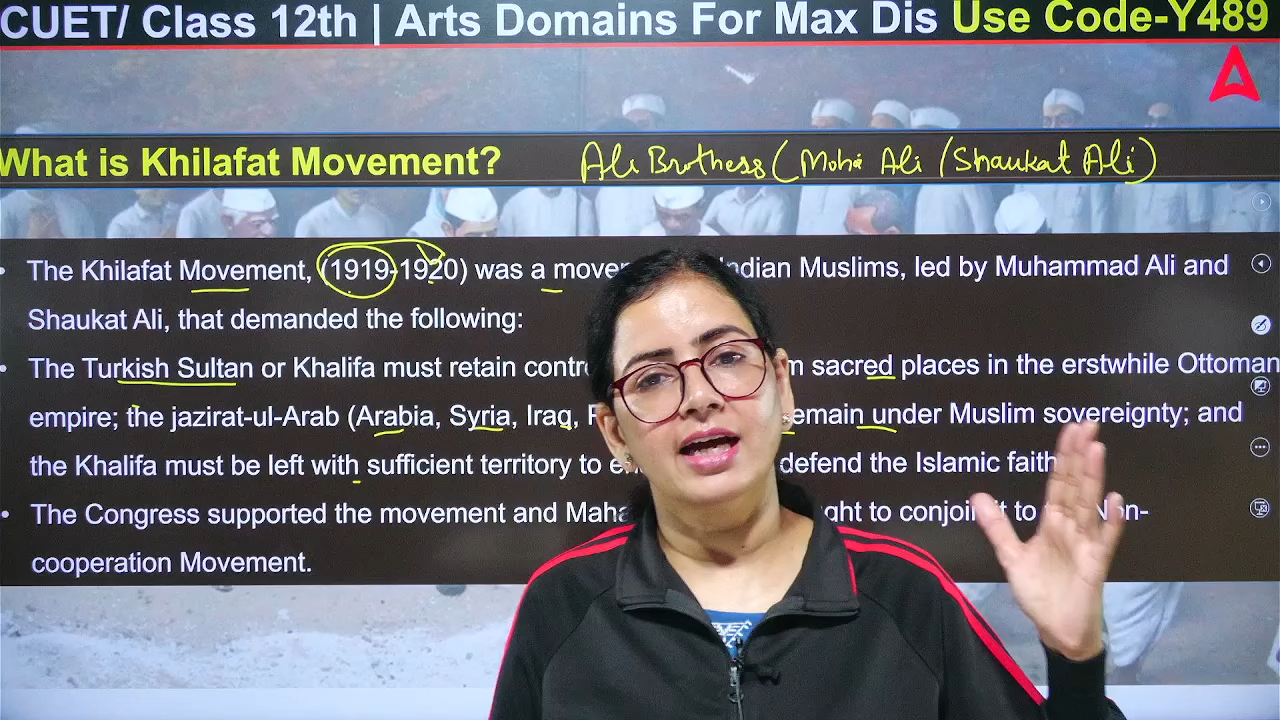 CUET/ Class 12th | Arts Domains For Max Dis Use Code-Y489
What is Khilafat Movement? Ali Brothers (Moha Ali (Shaukat Ali)
• The Khilafat Movement, (1919-1920) was a mover Indian Muslims, led by Muhammad Ali and
Shaukat Ali, that demanded the following:
• The Turkish Sultan or Khalifa must retain contro sacred places in the erstwhile Ottoman
empire; the jazirat-ul-Arab (Arabia, Syria, Iraq, emain under Muslim sovereignty; and
the Khalifa must be left with sufficient territory to defend the Islamic faith
• The Congress supported the movement and Maha ght to conjoin it to Non-
cooperation Movement.